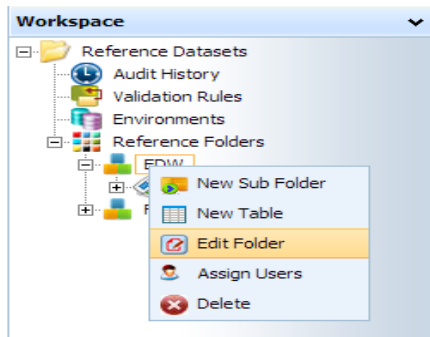 Workspace
Reference Datasets
Audit History
Validation Rules
Environments
Reference Folders
EDW
New Sub Folder
New Table
Edit Folder
Assign Users
Delete